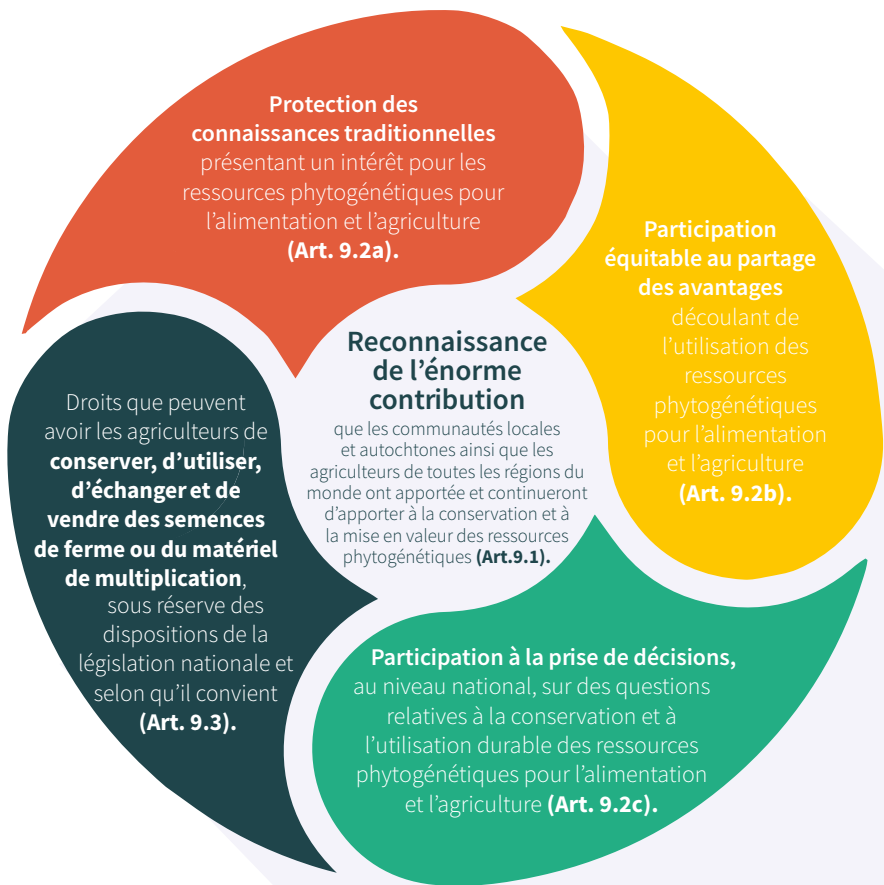 Protection des
connaissances traditionnelles
présentant un intérêt pour les
ressources phytogénétiques pour
l'alimentation et l'agriculture
(Art. 9.2a).
Participation
équitable au partage
des avantages
découlant de
l'utilisation des
ressources
phytogénétiques
pour l'alimentation
et l'agriculture
(Art. 9.2b).
Reconnaissance
de l'énorme
contribution
que les communautés locales
et autochtones ainsi que les
agriculteurs de toutes les régions du
monde ont apportée et continueront
d'apporter à la conservation et à
la mise en valeur des ressources
phytogénétiques (Art.9.1).
Droits que peuvent
avoir les agriculteurs de
conserver, d'utiliser,
d'échanger et de
vendre des semences
de ferme ou du matériel
de multiplication,
sous réserve des
dispositions de la
législation nationale et
selon qu'il convient
(Art. 9.3).
Participation à la prise de décisions,
au niveau national, sur des questions
relatives à la conservation et à
l'utilisation durable des ressources
phytogénétiques pour l'alimentation
et l'agriculture (Art. 9.2c).